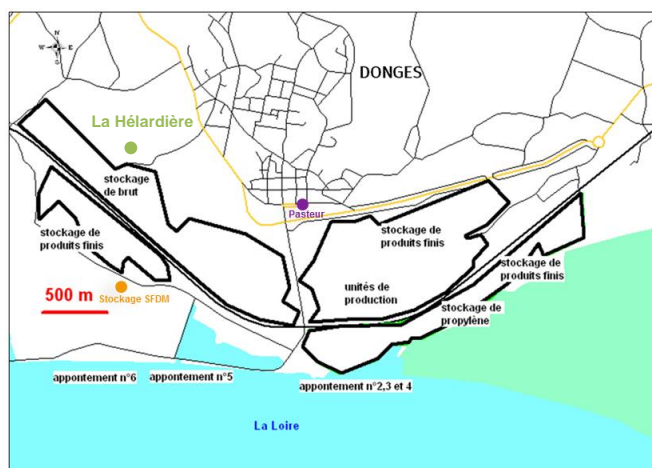 N
W
E
S
DONGES
La Hélardière
stockage
de brut
Pasteur
stockage de
produits finis
stockage de
produits finis
stockage de
produits finis
unités de
production
500 m
Stockage SFDM
stockage de
propylène
appontement n°6
appontement n°5
appontement n°2,3 et 4
La Loire